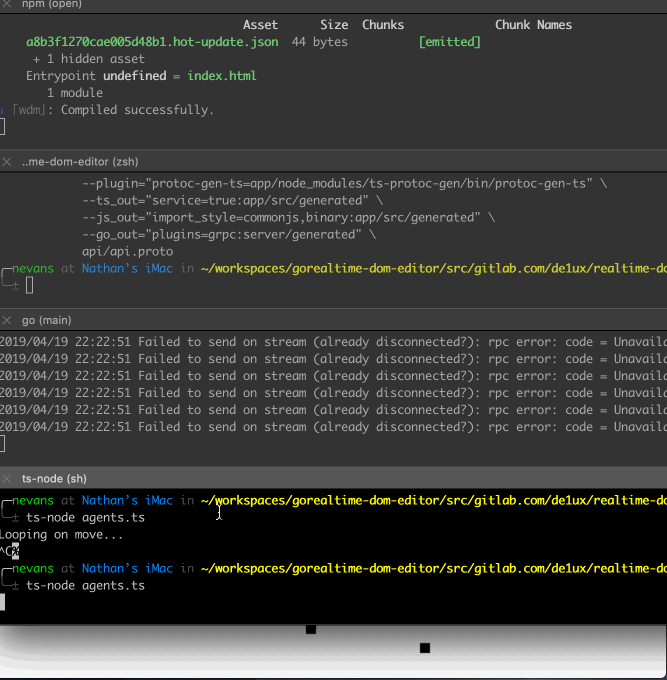 npm (open)
Asset Size Chunks Chunk Names
a8b3f1270cae005d48b1.hot-update.json 44 bytes [emitted]
+ 1 hidden asset
Entrypoint undefined = index.html
1 module
i ｢wdm｣: Compiled successfully.
..me-dom-editor (zsh)
--plugin="protoc-gen-ts=app/node_modules/ts-protoc-gen/bin/protoc-gen-ts" \
--ts_out="service=true:app/src/generated" \
--js_out="import_style=commonjs,binary:app/src/generated" \
--go_out="plugins=grpc:server/generated" \
api/api.proto
╭─nevans at Nathan’s iMac in ~/workspaces/gorealtime-dom-editor/src/gitlab.com/de1ux/realtime-do
╰─±
go (main)
2019/04/19 22:22:51 Failed to send on stream (already disconnected?): rpc error: code = Unavaila
2019/04/19 22:22:51 Failed to send on stream (already disconnected?): rpc error: code = Unavaila
2019/04/19 22:22:51 Failed to send on stream (already disconnected?): rpc error: code = Unavaila
2019/04/19 22:22:51 Failed to send on stream (already disconnected?): rpc error: code = Unavaila
2019/04/19 22:22:51 Failed to send on stream (already disconnected?): rpc error: code = Unavaila
2019/04/19 22:22:51 Failed to send on stream (already disconnected?): rpc error: code = Unavaila
ts-node (sh)
╭─nevans at Nathan’s iMac in ~/workspaces/gorealtime-dom-editor/src/gitlab.com/de1ux/realtime-do
╰─± ts-node agents.ts
Looping on move...
^C%
╭─nevans at Nathan’s iMac in ~/workspaces/gorealtime-dom-editor/src/gitlab.com/de1ux/realtime-do
╰─± ts-node agents.ts